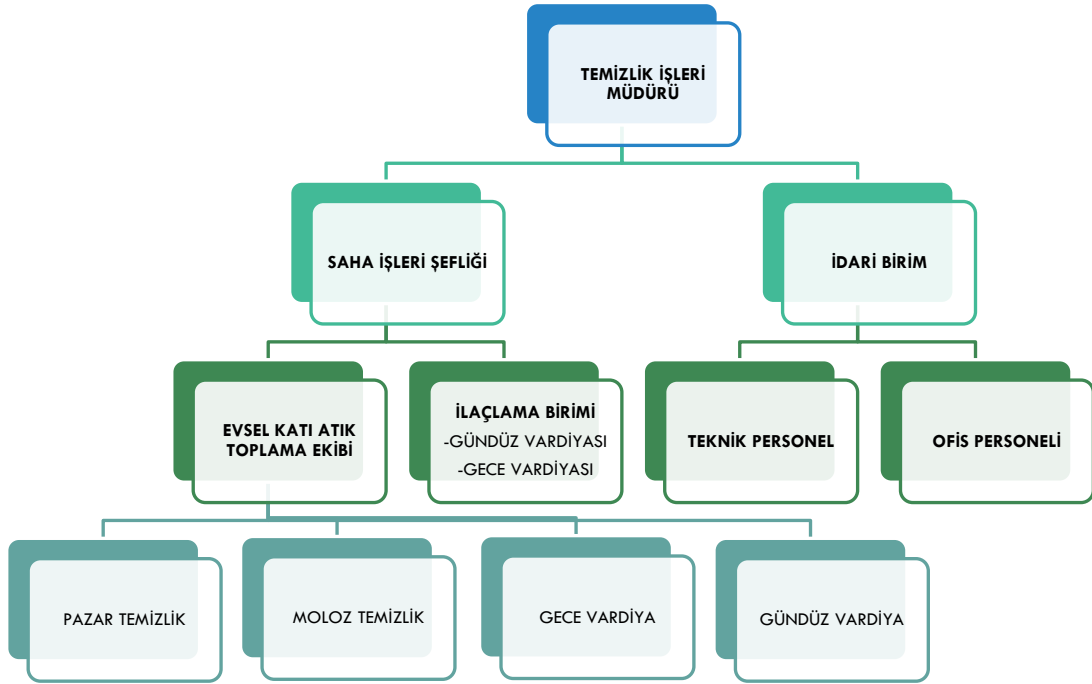 TEMİZLİK İŞLERİ
MÜDÜRÜ
SAHA İŞLERİ ŞEFLİĞİ
İDARİ BİRİM
EVSEL KATI ATIK
TOPLAMA EKİBİ
İLAÇLAMA BİRİMİ
-GÜNDÜZ VARDİYASI
-GECE VARDİYASI
TEKNİK PERSONEL
OFİS PERSONELİ
PAZAR TEMİZLİK
MOLOZ TEMİZLİK
GECE VARDİYA
GÜNDÜZ VARDİYA